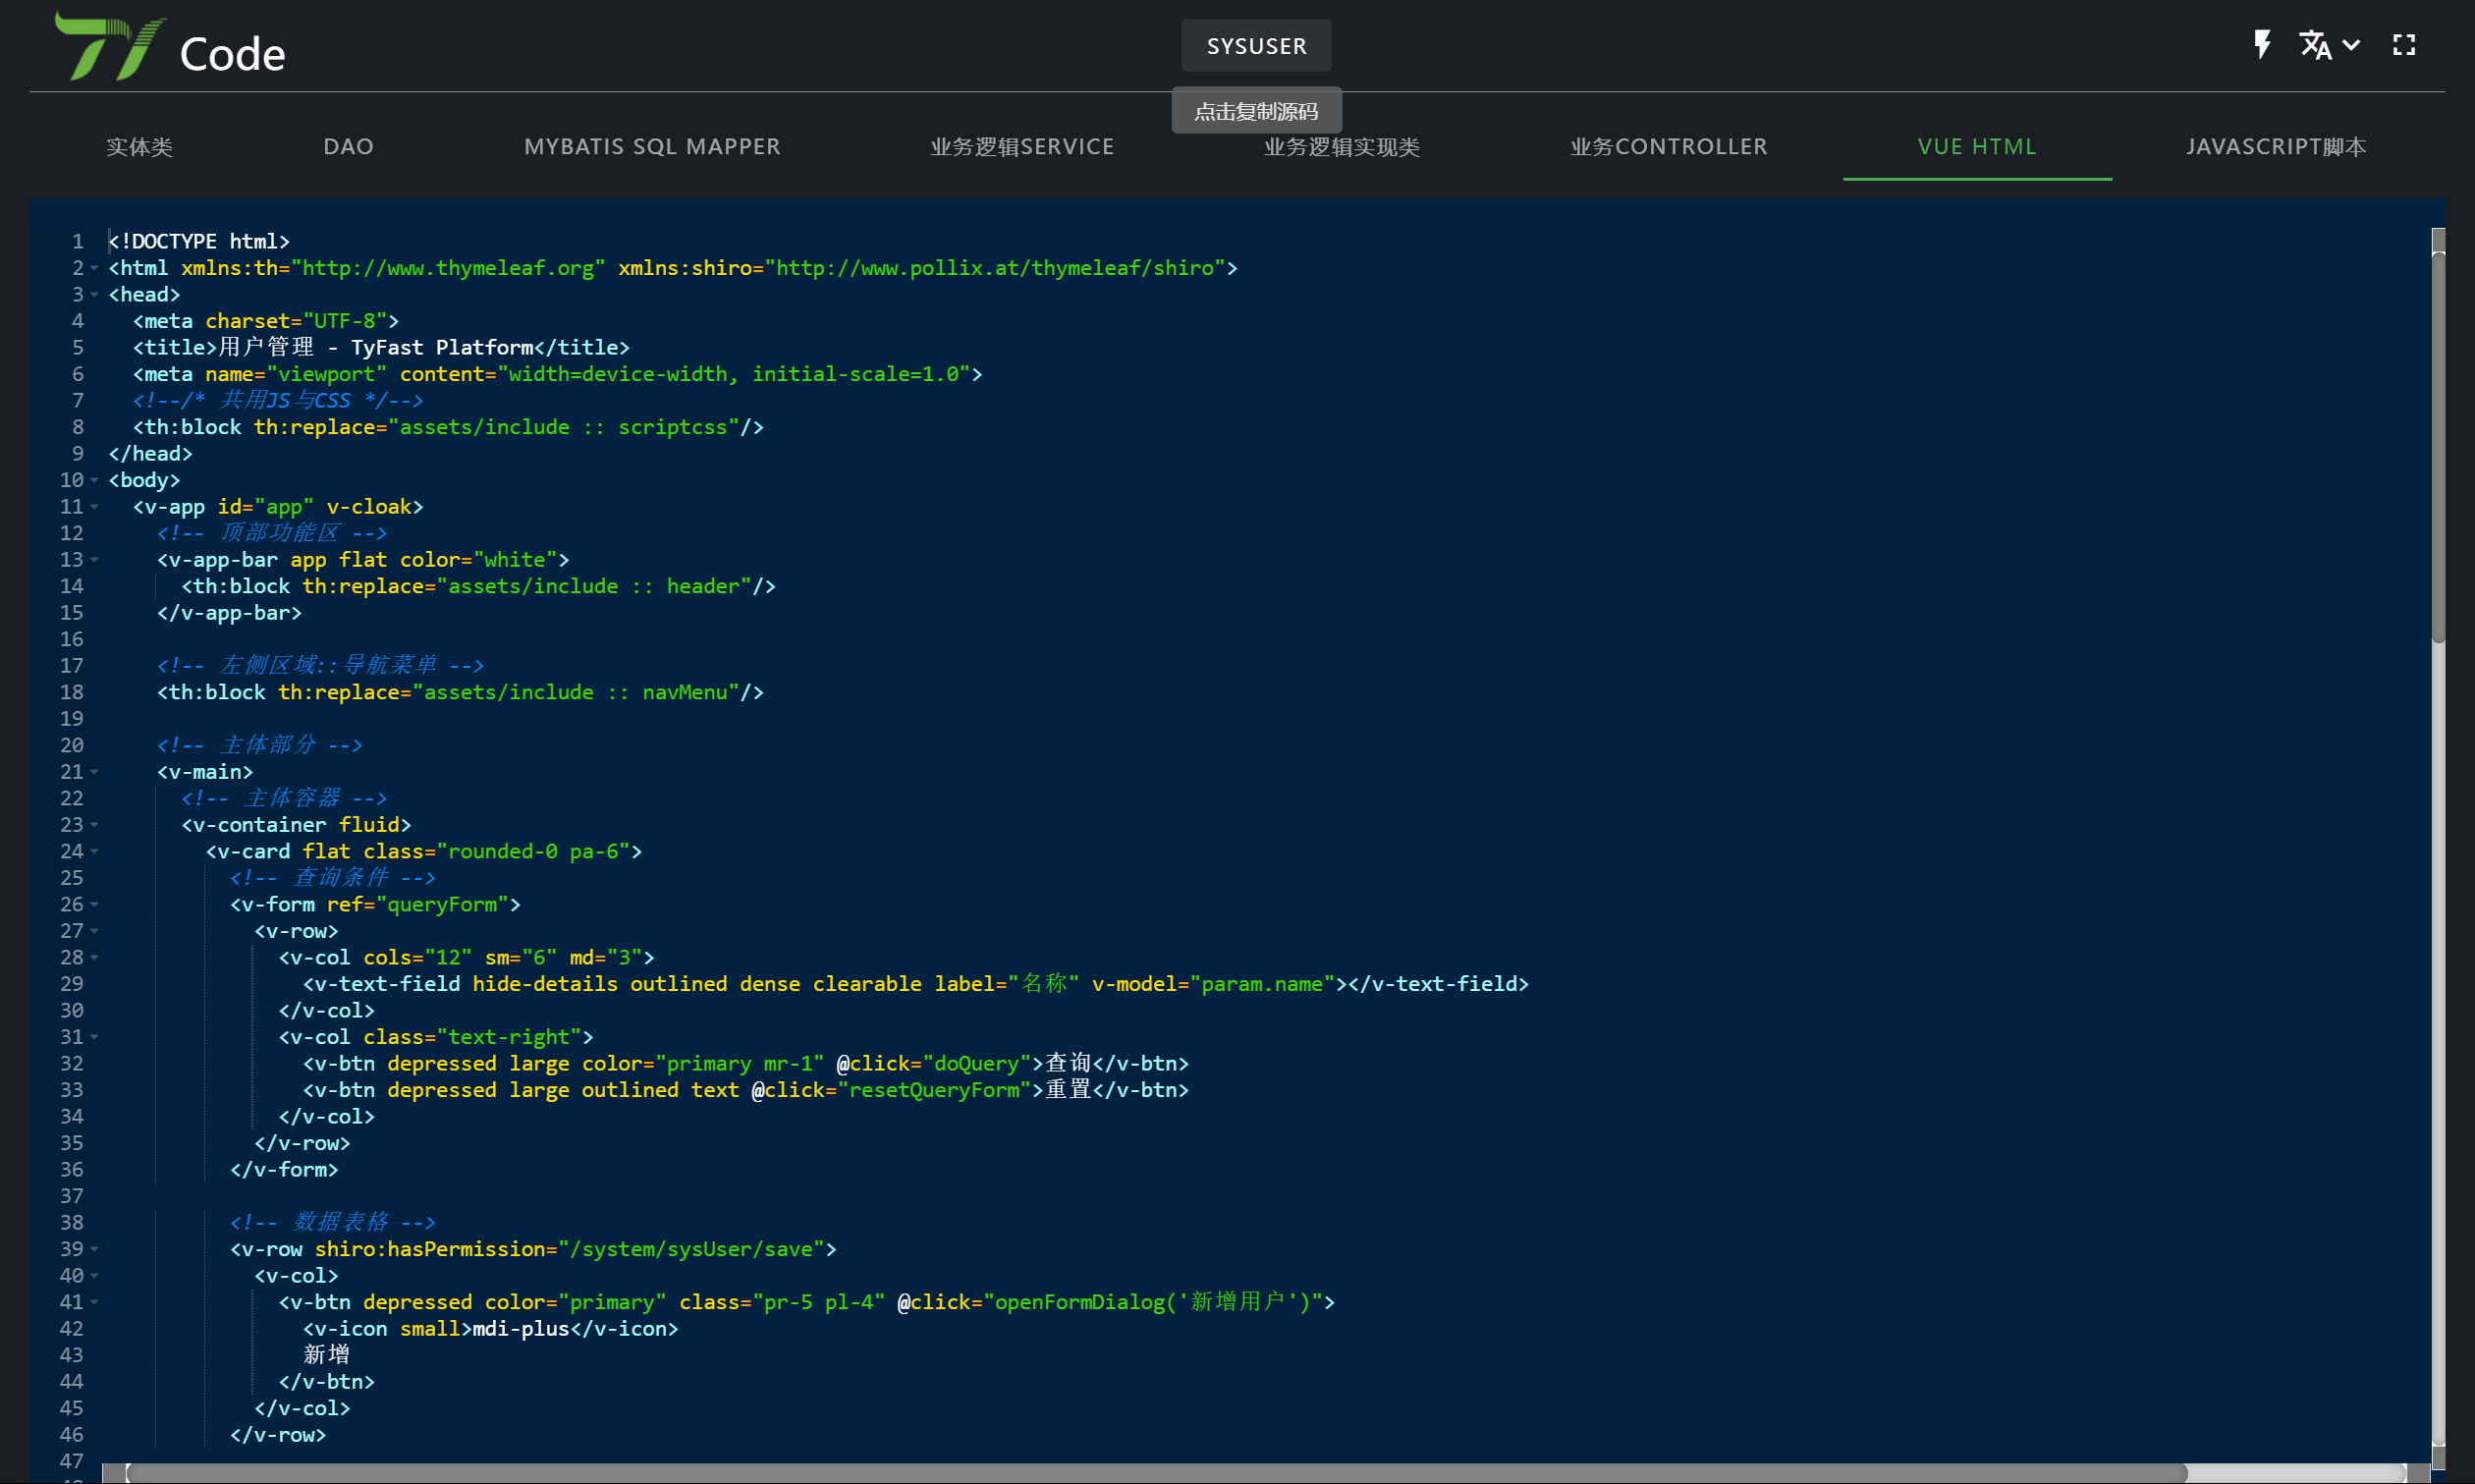 Code
SYSUSER
点击复制源码
实体类 DAO MYBATIS SQL MAPPER 业务逻辑SERVICE 业务逻辑实现类 业务CONTROLLER VUE HTML JAVASCRIPT脚本
1 <!DOCTYPE html>
2 <html xmlns:th="http://www.thymeleaf.org" xmlns:shiro="http://www.pollix.at/thymeleaf/shiro">
3 <head>
4 <meta charset="UTF-8">
5 <title>用户管理 - TyFast Platform</title>
6 <meta name="viewport" content="width=device-width, initial-scale=1.0">
7 <!--/* 共用JS与CSS */-->
8 <th:block th:replace="assets/include :: scriptcss"/>
9 </head>
10 <body>
11 <v-app id="app" v-cloak>
12 <!-- 顶部功能区 -->
13 <v-app-bar app flat color="white">
14 <th:block th:replace="assets/include :: header"/>
15 </v-app-bar>
16
17 <!-- 左侧区域::导航菜单 -->
18 <th:block th:replace="assets/include :: navMenu"/>
19
20 <!-- 主体部分 -->
21 <v-main>
22 <!-- 主体容器 -->
23 <v-container fluid>
24 <v-card flat class="rounded-0 pa-6">
25 <!-- 查询条件 -->
26 <v-form ref="queryForm">
27 <v-row>
28 <v-col cols="12" sm="6" md="3">
29 <v-text-field hide-details outlined dense clearable label="名称" v-model="param.name"></v-text-field>
30 </v-col>
31 <v-col class="text-right">
32 <v-btn depressed large color="primary mr-1" @click="doQuery">查询</v-btn>
33 <v-btn depressed large outlined text @click="resetQueryForm">重置</v-btn>
34 </v-col>
35 </v-row>
36 </v-form>
37
38 <!-- 数据表格 -->
39 <v-row shiro:hasPermission="/system/sysUser/save">
40 <v-col>
41 <v-btn depressed color="primary" class="pr-5 pl-4" @click="openFormDialog('新增用户')">
42 <v-icon small>mdi-plus</v-icon>
43 新增
44 </v-btn>
45 </v-col>
46 </v-row>
47